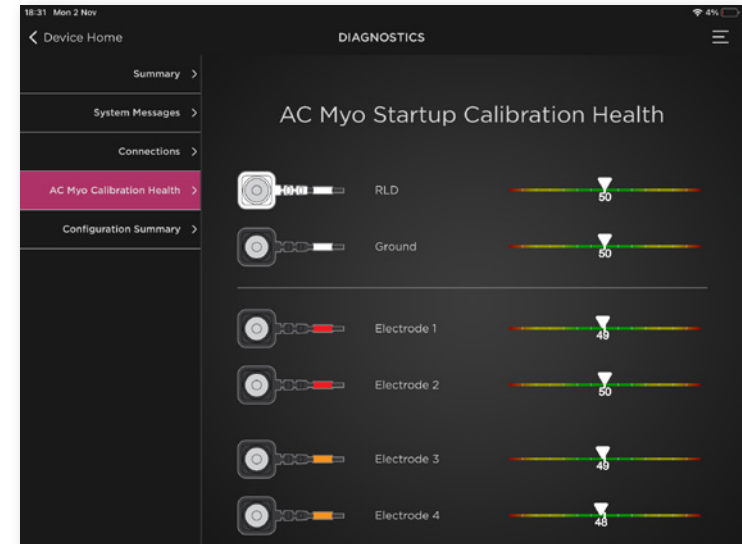 18:31 Mon 2 Nov
4%
Device Home
DIAGNOSTICS
Summary
System Messages
Connections
AC Myo Calibration Health
Configuration Summary
AC Myo Startup Calibration Health
RLD
50
Ground
50
Electrode 1
49
Electrode 2
50
Electrode 3
49
Electrode 4
48